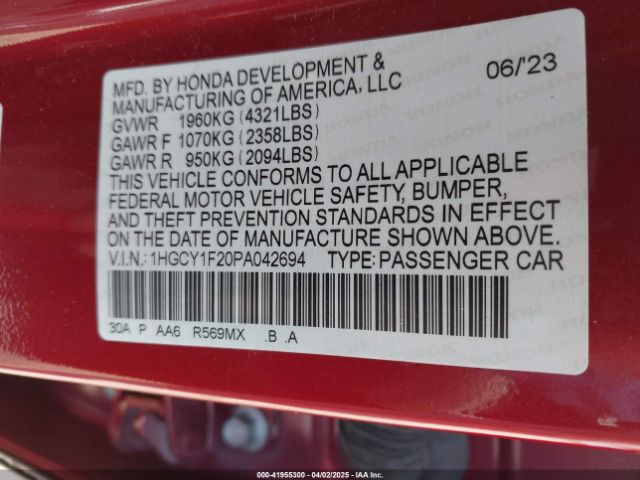 MFD. BY HONDA DEVELOPMENT & 06/'23
MANUFACTURING OF AMERICA, LLC
GVWR 1960KG (4321LBS)
GAWR F 1070KG (2358LBS)
GAWR R 950KG (2094LBS)
THIS VEHICLE CONFORMS TO ALL APPLICABLE
FEDERAL MOTOR VEHICLE SAFETY, BUMPER,
AND THEFT PREVENTION STANDARDS IN EFFECT
ON THE DATE OF MANUFACTURE SHOWN ABOVE.
V.I.N.: 1HGCY1F20PA042694 TYPE: PASSENGER CAR
30A P AA6 R569MX .B .A
000-41955300 - 04/02/2025 - IAA Inc.